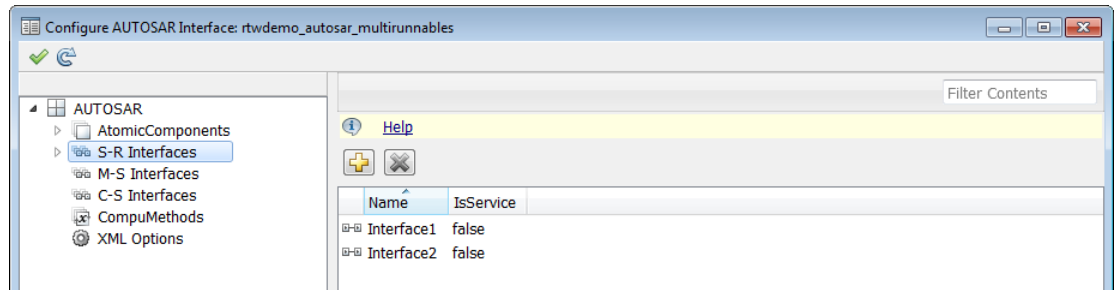 Configure AUTOSAR Interface: rtwdemo_autosar_multirunnables
Filter Contents
AUTOSAR
AtomicComponents
S-R Interfaces
M-S Interfaces
C-S Interfaces
CompuMethods
XML Options
Help
Name IsService
Interface1 false
Interface2 false